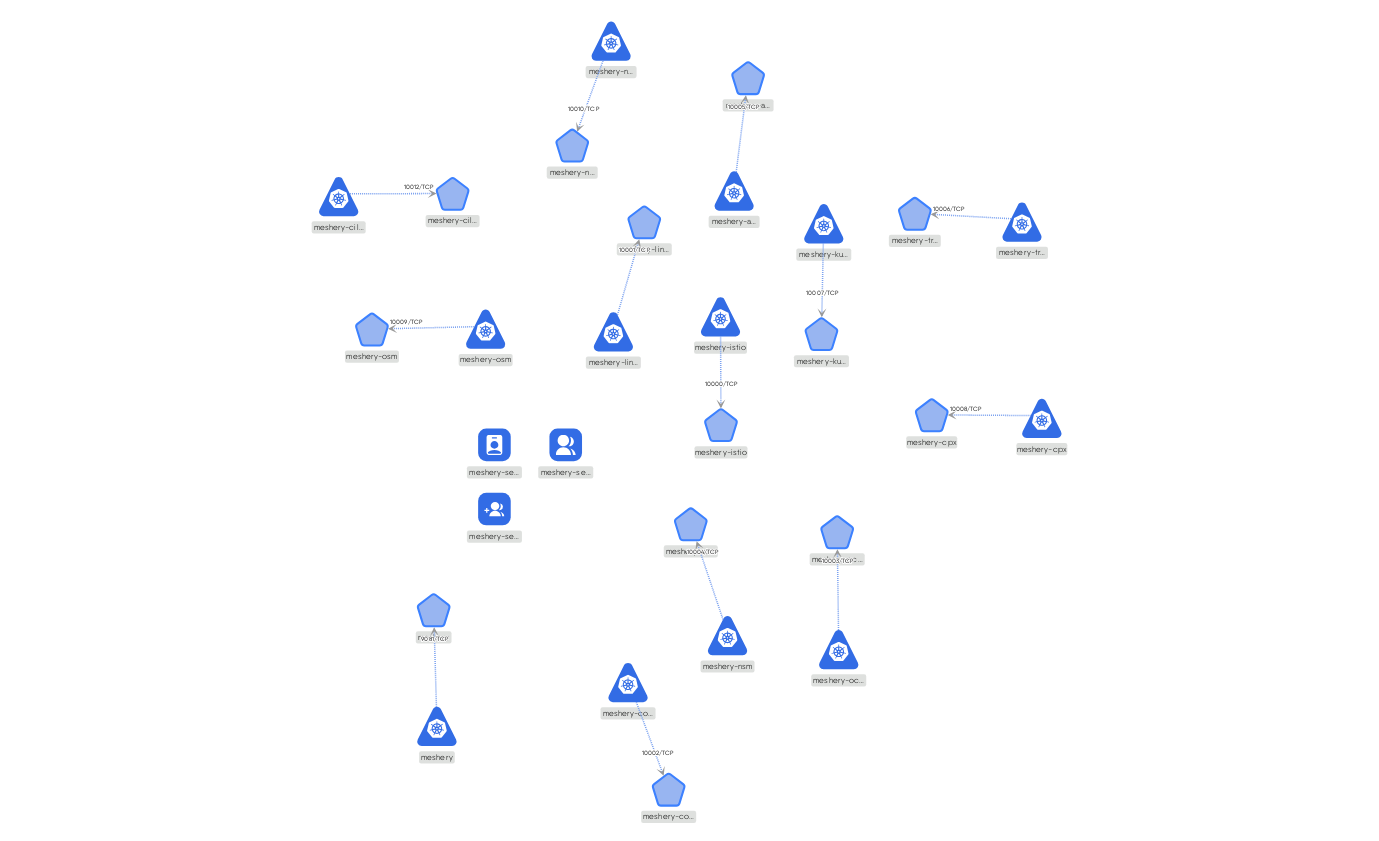 meshery-n...
10010/TCP
meshery-n...
10005/TCP
meshery-a...
10012/TCP
meshery-cil...
meshery-cil...
10001/TCP
meshery-lin...
meshery-ku...
10007/TCP
meshery-ku...
10006/TCP
meshery-tr...
meshery-tr...
10009/TCP
meshery-osm
meshery-osm
meshery-istio
10000/TCP
meshery-istio
10008/TCP
meshery-cpx
meshery-cpx
meshery-se...
meshery-se...
meshery-se...
10004/TCP
meshery-nsm
10003/TCP
meshery-oc...
9081/TCP
meshery
meshery-co...
10002/TCP
meshery-co...